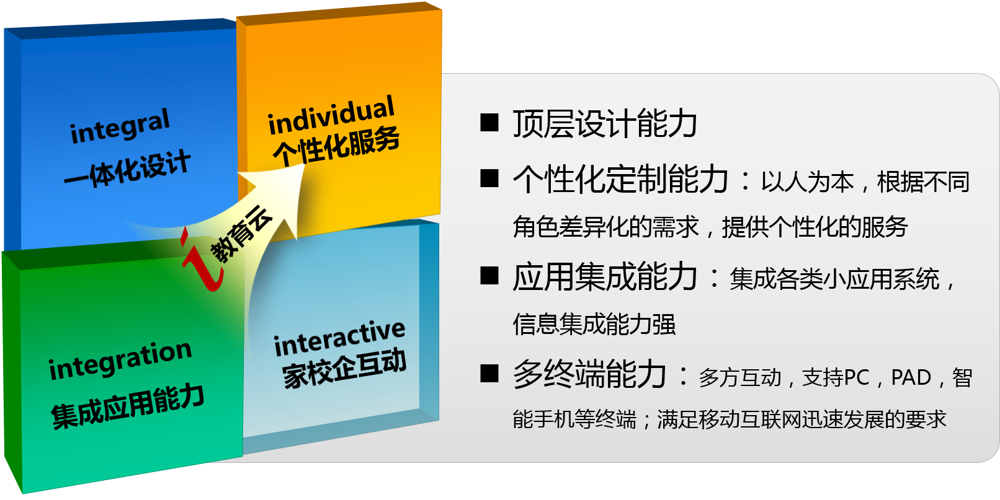 integral
一体化设计
individual
个性化服务
i教育云
integration
集成应用能力
interactive
家校企互动
■ 顶层设计能力
■ 个性化定制能力：以人为本，根据不同
角色差异化的需求，提供个性化的服务
■ 应用集成能力：集成各类小应用系统，
信息集成能力强
■ 多终端能力：多方互动，支持PC，PAD，智
能手机等终端；满足移动互联网迅速发展的要求